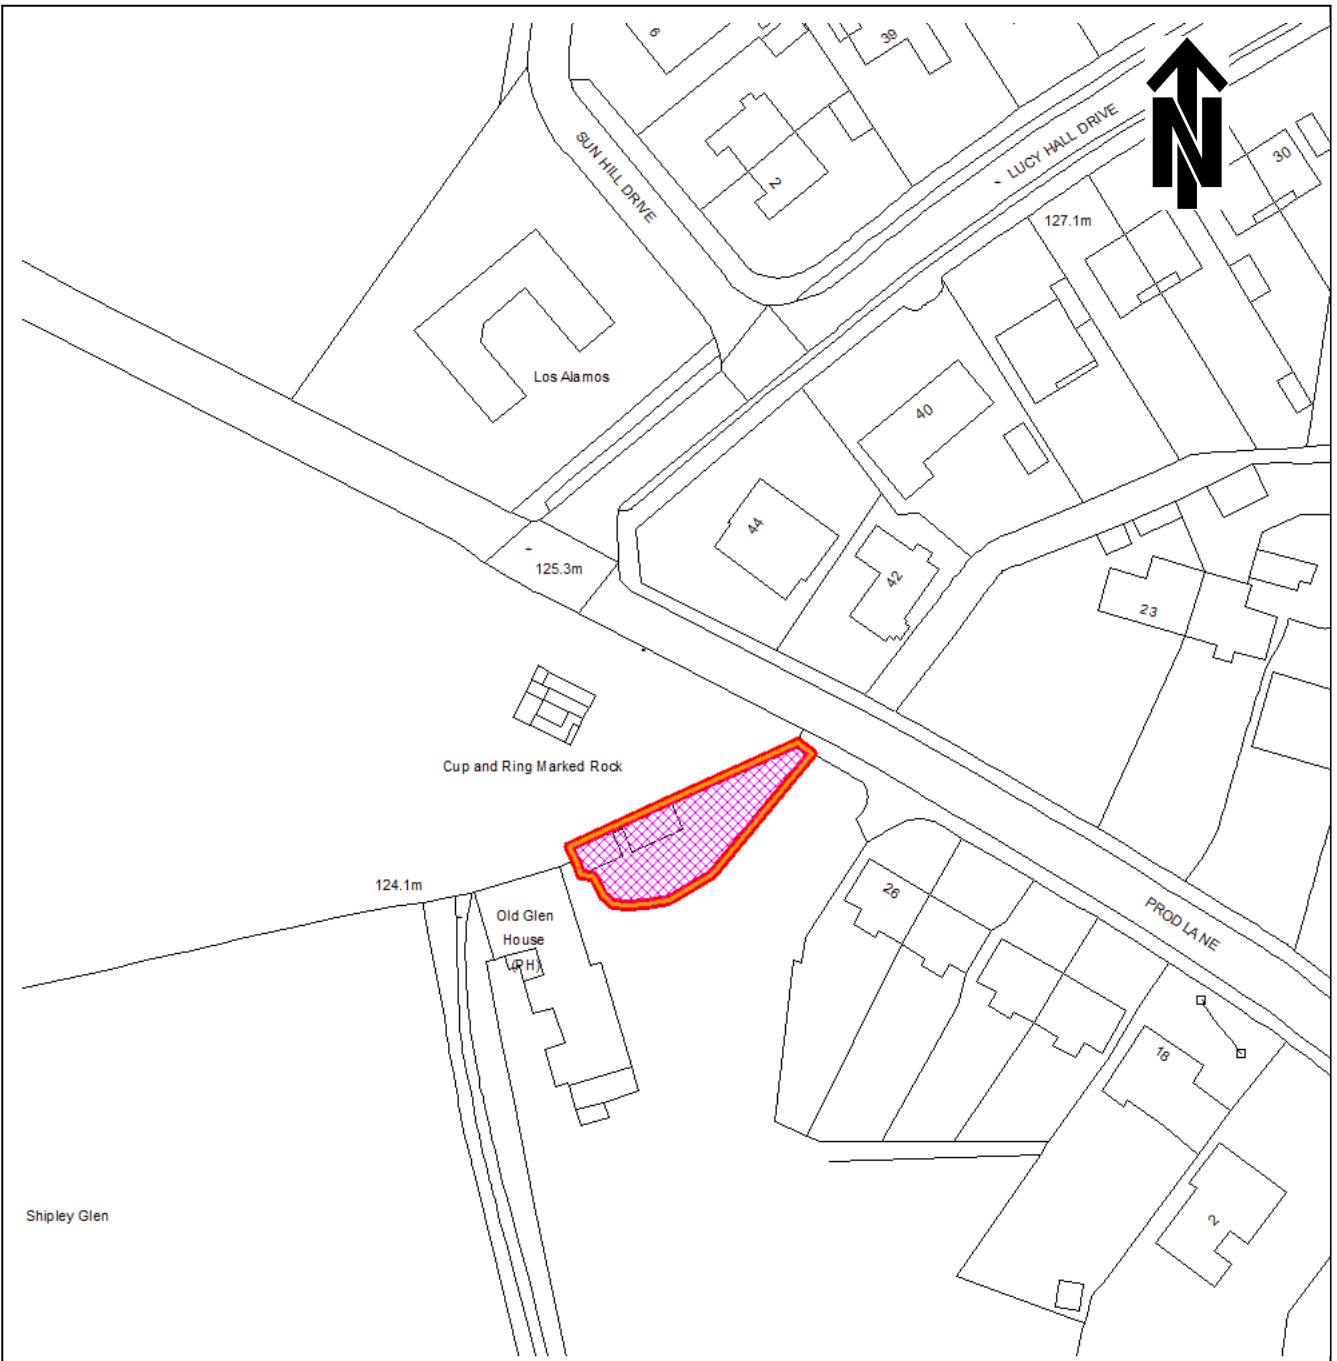 6
39
N
SUN HILL DRIVE
2
LUCY HALL DRIVE
30
127.1m
Los Alamos
40
44
125.3m
42
23
Cup and Ring Marked Rock
124.1m
26
Old Glen
House
(PH)
PROD LANE
18
Shipley Glen
2